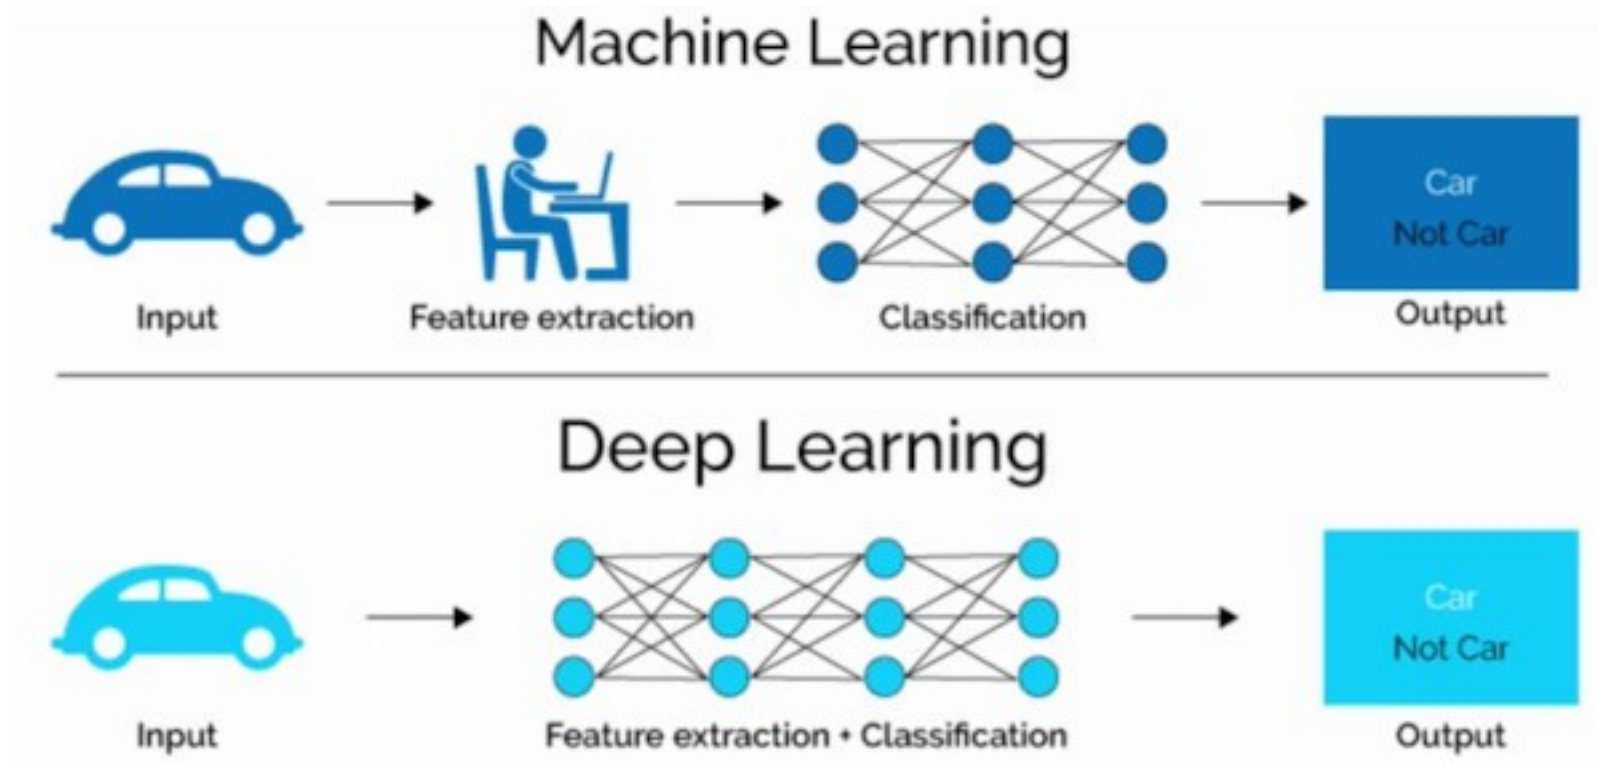 Machine Learning
Car
Not Car
Input
Feature extraction
Classification
Output
Deep Learning
Car
Not Car
Input
Feature extraction + Classification
Output